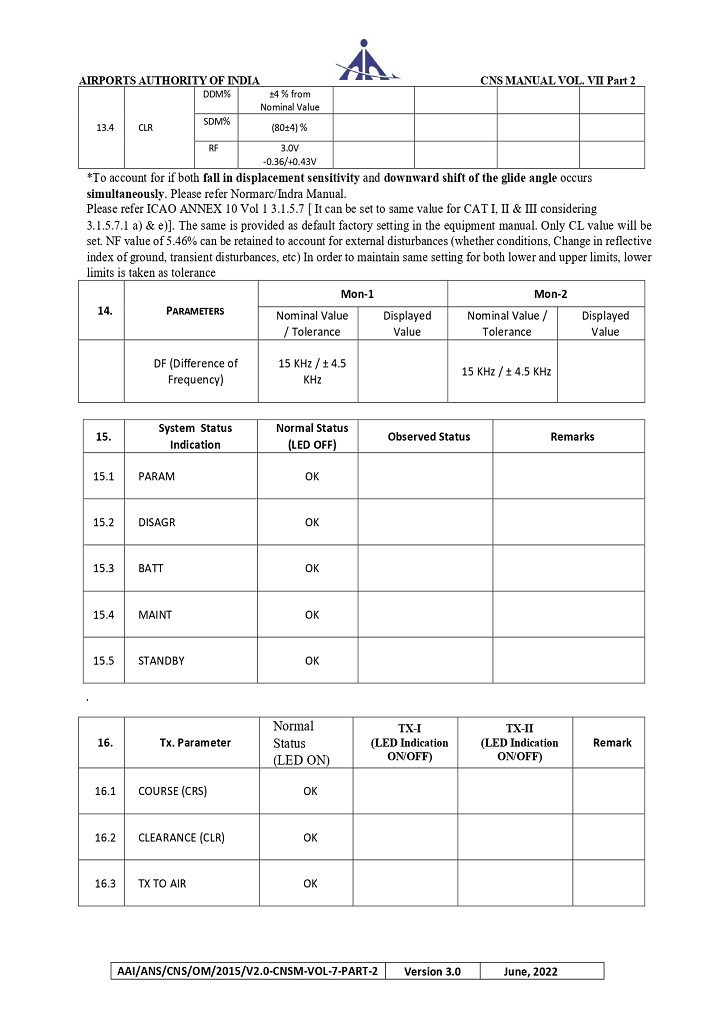 AIRPORTS AUTHORITY OF INDIA CNS MANUAL VOL. VII Part 2
13.4 CLR DDM% ±4 % from
Nominal Value
SDM% (80±4) %
RF 3.0V
-0.36/+0.43V
*To account for if both fall in displacement sensitivity and downward shift of the glide angle occurs
simultaneously. Please refer Normarc/Indra Manual.
Please refer ICAO ANNEX 10 Vol 1 3.1.5.7 [ It can be set to same value for CAT I, II & III considering
3.1.5.7.1 a) & e)]. The same is provided as default factory setting in the equipment manual. Only CL value will be
set. NF value of 5.46% can be retained to account for external disturbances (whether conditions, Change in reflective
index of ground, transient disturbances, etc) In order to maintain same setting for both lower and upper limits, lower
limits is taken as tolerance
14. PARAMETERS Mon-1 Mon-2
Nominal Value Displayed Nominal Value / Displayed
/ Tolerance Value Tolerance Value
DF (Difference of 15 KHz / ± 4.5 15 KHz / ± 4.5 KHz
Frequency) KHz
15. System Status Normal Status Observed Status Remarks
Indication (LED OFF)
15.1 PARAM OK
15.2 DISAGR OK
15.3 BATT OK
15.4 MAINT OK
15.5 STANDBY OK
.
16. Tx. Parameter Normal TX-I TX-II Remark
Status (LED Indication (LED Indication
(LED ON) ON/OFF) ON/OFF)
16.1 COURSE (CRS) OK
16.2 CLEARANCE (CLR) OK
16.3 TX TO AIR OK
AAI/ANS/CNS/OM/2015/V2.0-CNSM-VOL-7-PART-2 Version 3.0 June, 2022